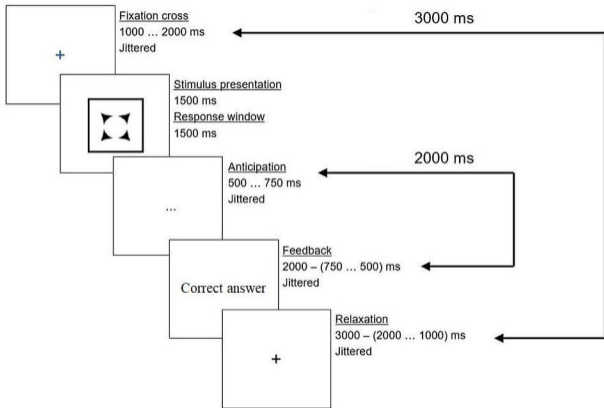 Fixation cross
1000 ... 2000 ms
Jittered
3000 ms
+
Stimulus presentation
1500 ms
Response window
1500 ms
Anticipation
500 ... 750 ms
Jittered
2000 ms
...
Feedback
2000 – (750 ... 500) ms
Jittered
Correct answer
Relaxation
3000 – (2000 ... 1000) ms
Jittered
+